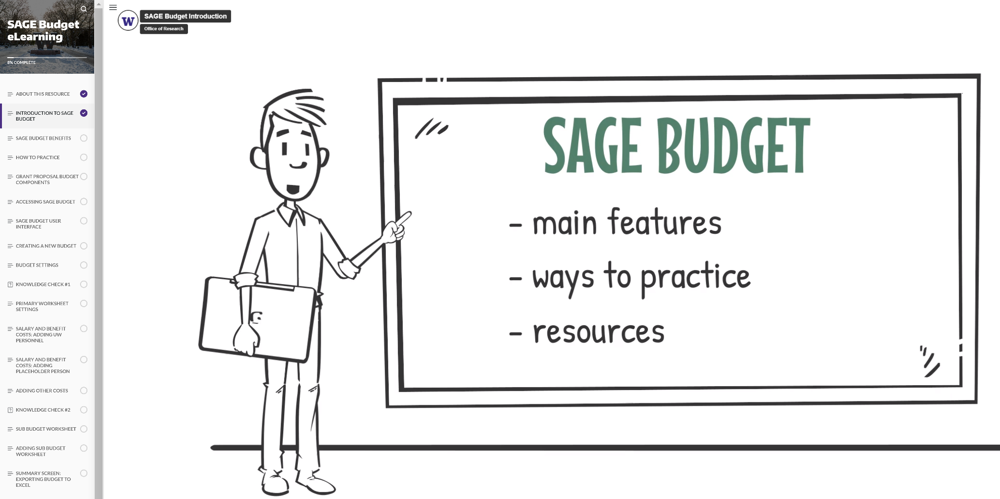 SAGE Budget
eLearning
8% COMPLETE
ABOUT THIS RESOURCE
INTRODUCTION TO SAGE
BUDGET
SAGE BUDGET BENEFITS
HOW TO PRACTICE
GRANT PROPOSAL BUDGET
COMPONENTS
ACCESSING SAGE BUDGET
SAGE BUDGET USER
INTERFACE
CREATING A NEW BUDGET
BUDGET SETTINGS
KNOWLEDGE CHECK #1
PRIMARY WORKSHEET
SETTINGS
SALARY AND BENEFIT
COSTS: ADDING UW
PERSONNEL
SALARY AND BENEFIT
COSTS: ADDING
PLACEHOLDER PERSON
ADDING OTHER COSTS
KNOWLEDGE CHECK #2
SUB BUDGET WORKSHEET
ADDING SUB BUDGET
WORKSHEET
SUMMARY SCREEN:
EXPORTING BUDGET TO
EXCEL
W
SAGE Budget Introduction
Office of Research
SAGE BUDGET
- main features
- ways to practice
- resources